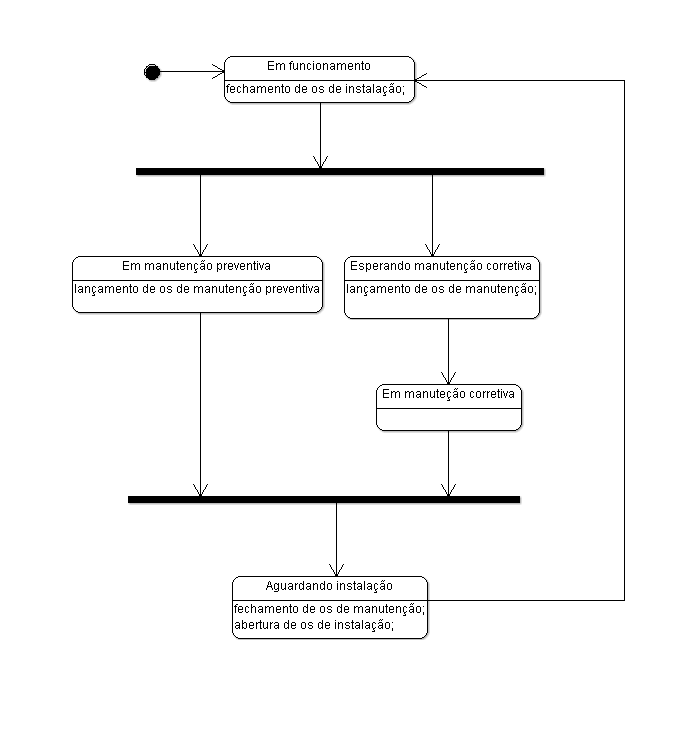 Em funcionamento
fechamento de os de instalação;
Em manutenção preventiva
lançamento de os de manutenção preventiva
Esperando manutenção corretiva
lançamento de os de manutenção;
Em manuteção corretiva
Aguardando instalação
fechamento de os de manutenção;
abertura de os de instalação;